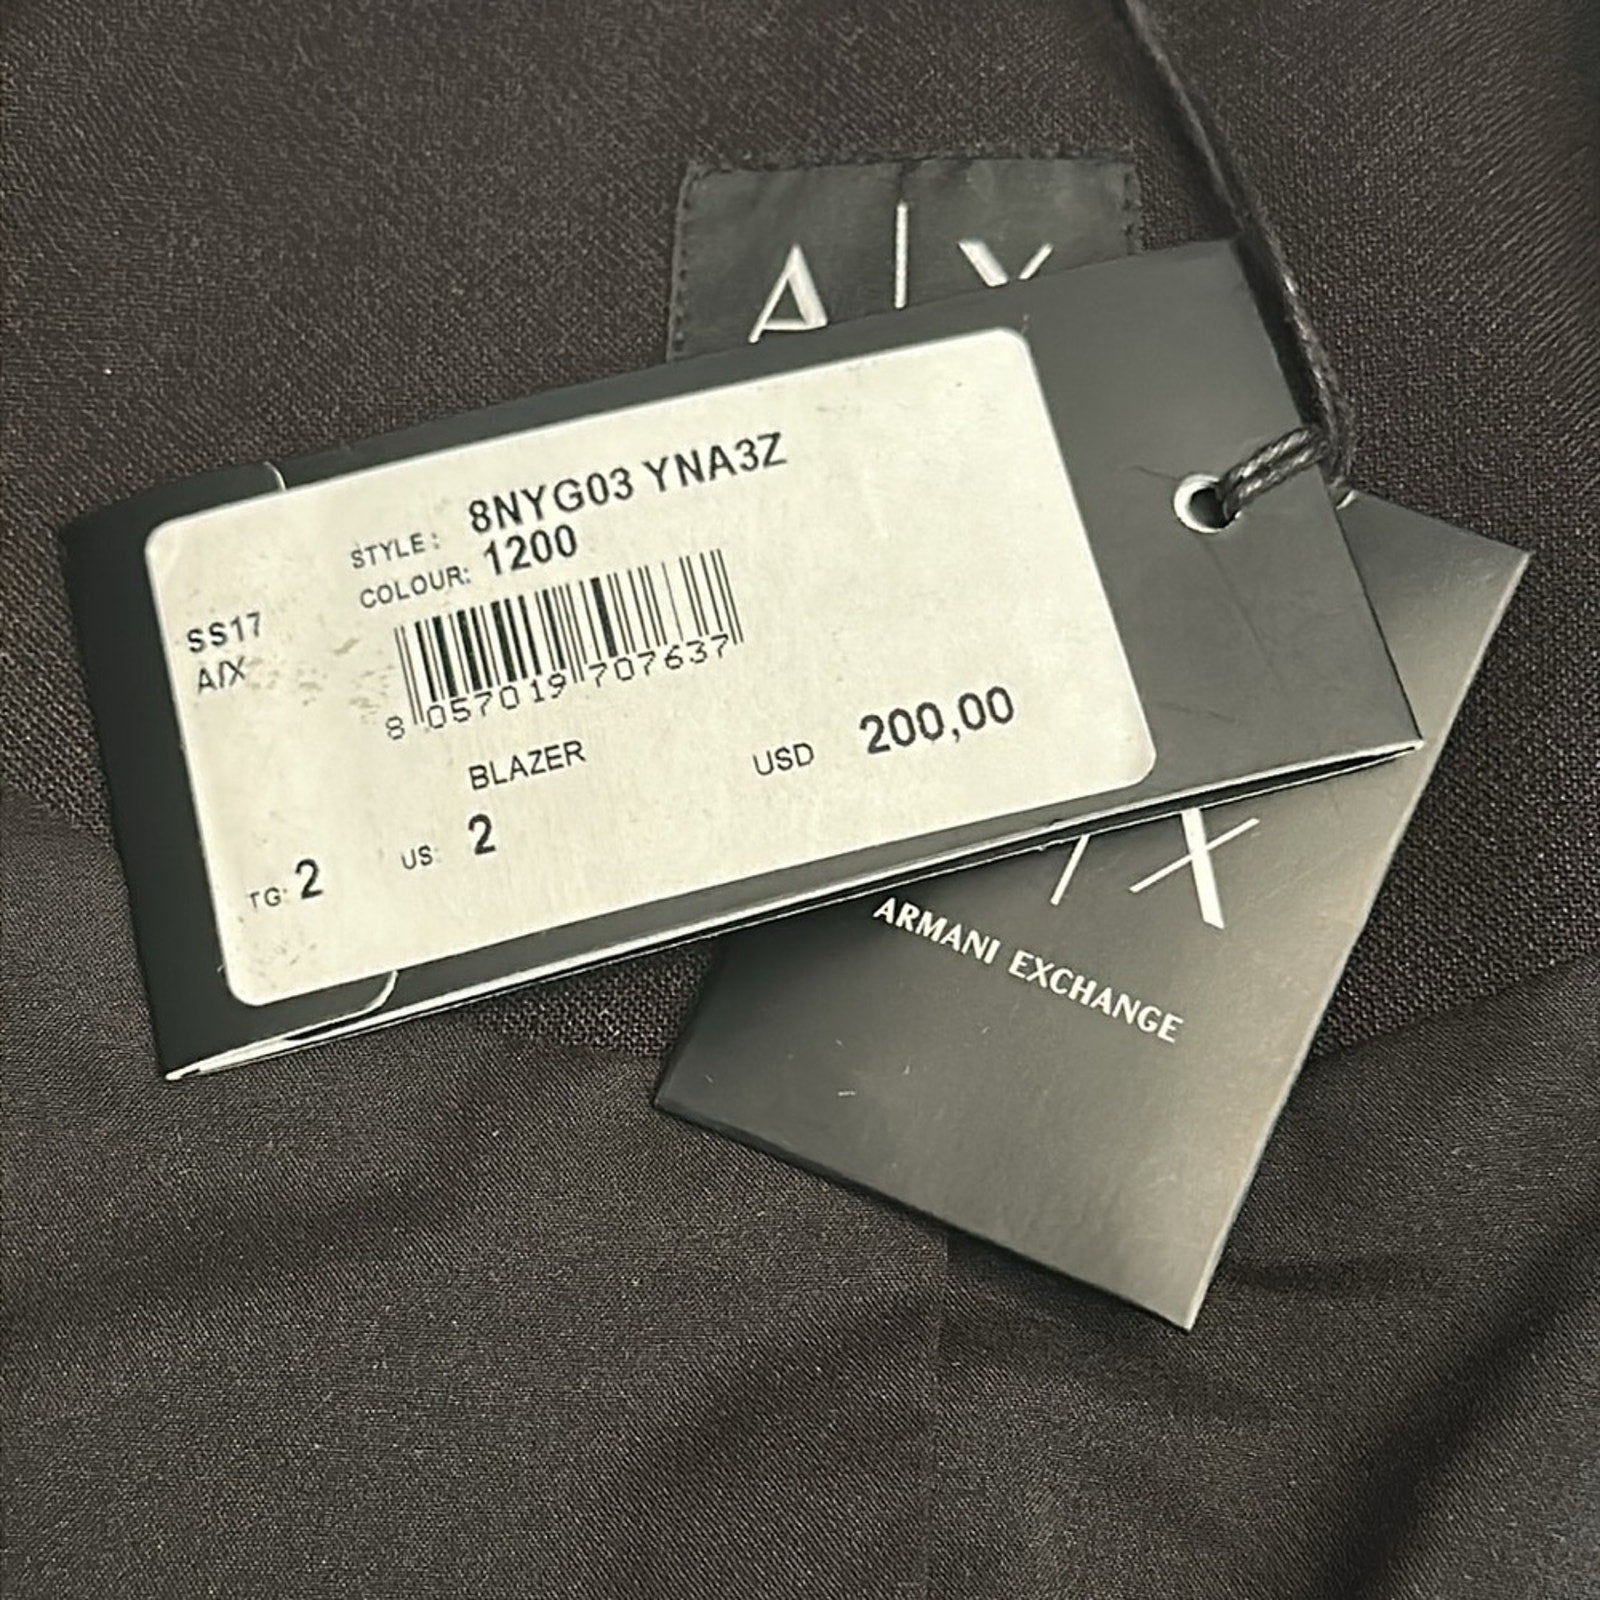 A|X
STYLE: 8NYG03 YNA3Z
COLOUR: 1200
SS17
A/X
8 057019 707637
BLAZER
USD 200,00
TG: 2
US: 2
|X
ARMANI EXCHANGE